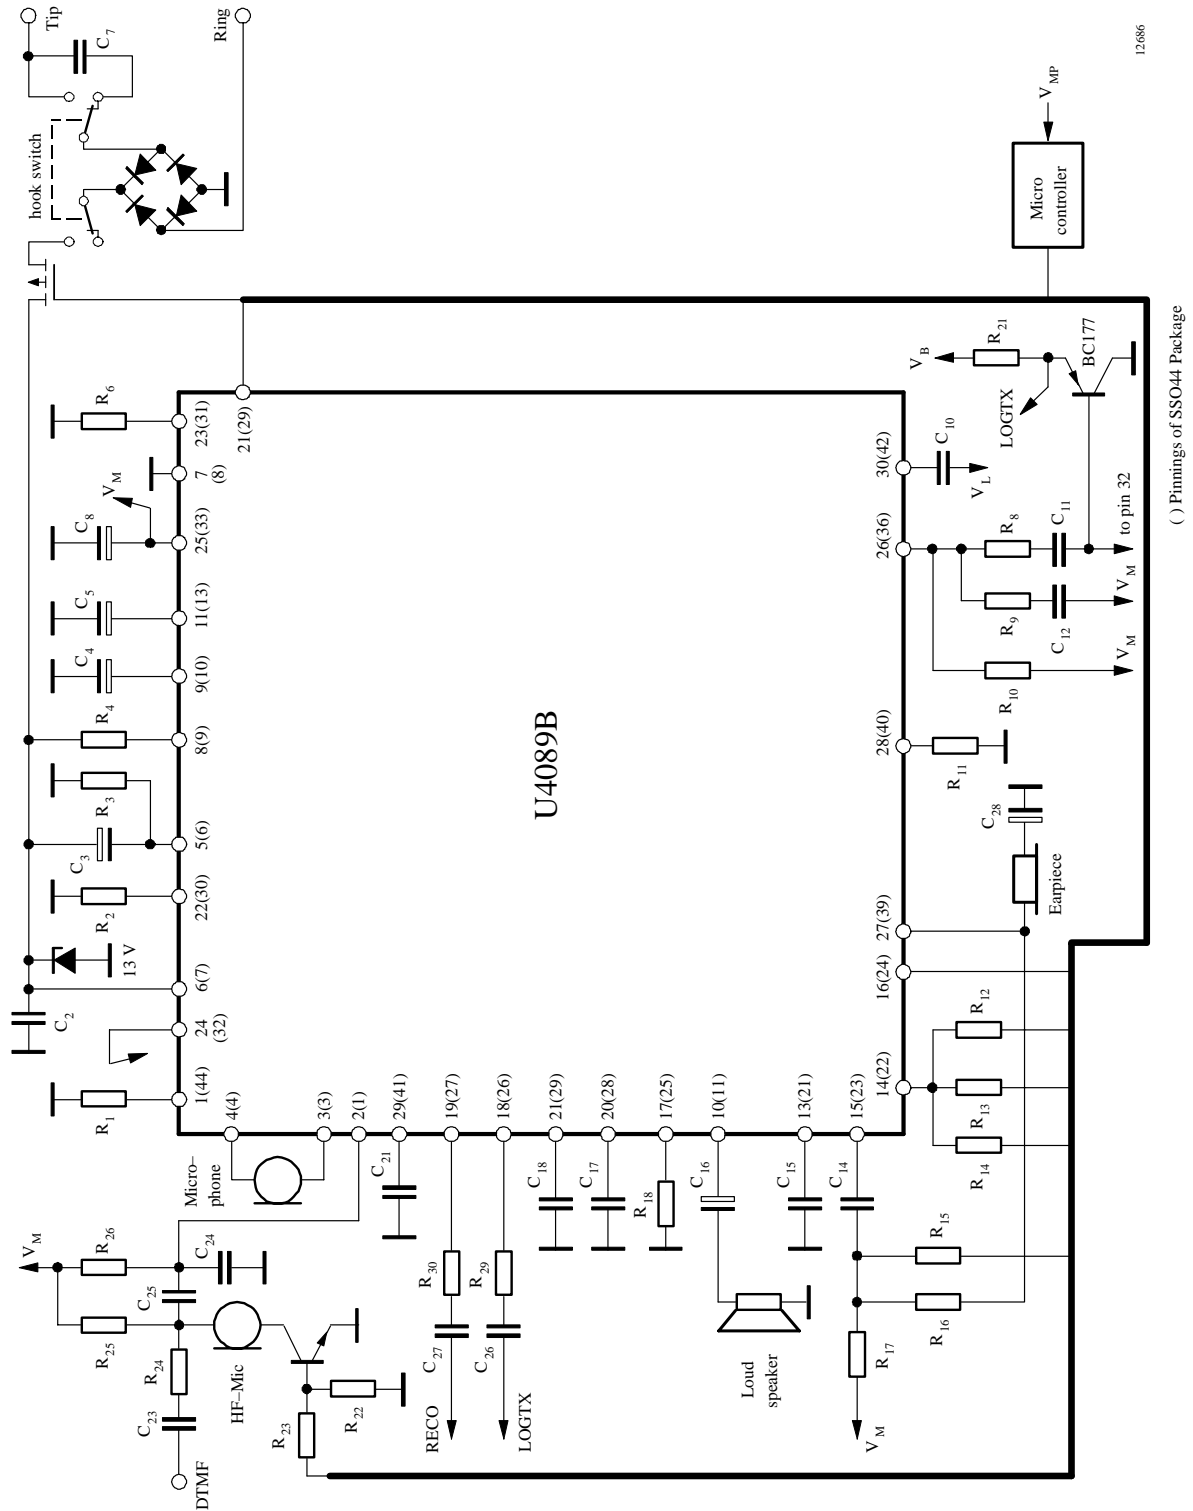 Tip
C7
Ring
hook switch
12686
VMP
Micro
controller
R6
23(31)
21(29)
7
(8)
VM
C8
25(33)
C5
11(13)
C4
9(10)
R4
8(9)
R3
C3
5(6)
R2
22(30)
13 V
6(7)
C2
24
(32)
R1
1(44)
U4089B
VB
R21
BC177
LOGTX
30(42)
C10
VL
26(36)
R8
C11
to pin 32
R9
C12
VM
R10
VM
28(40)
R11
C28
Earpiece
27(39)
16(24)
R12
14(22)
R13
R14
4(4)
3(3)
2(1)
29(41)
19(27)
18(26)
21(29)
20(28)
17(25)
10(11)
13(21)
15(23)
Micro–
phone
C21
C18
C17
R18
C16
C15
C14
R15
R16
R17
VM
Loud
speaker
R30
R29
C27
C26
RECO
LOGTX
VM
R26
C24
C25
R25
R24
C23
HF–Mic
R22
R23
DTMF
( ) Pinnings of SSO44 Package